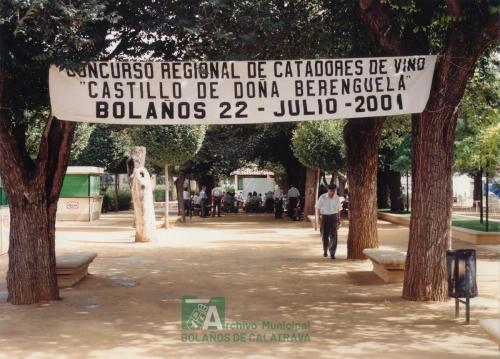 CONCURSO REGIONAL DE CATADORES DE VINO
"CASTILLO DE DOÑA BERENGUELA"
BOLAÑOS 22 - JULIO - 2001
Archivo Municipal
BOLAÑOS DE CALATRAVA